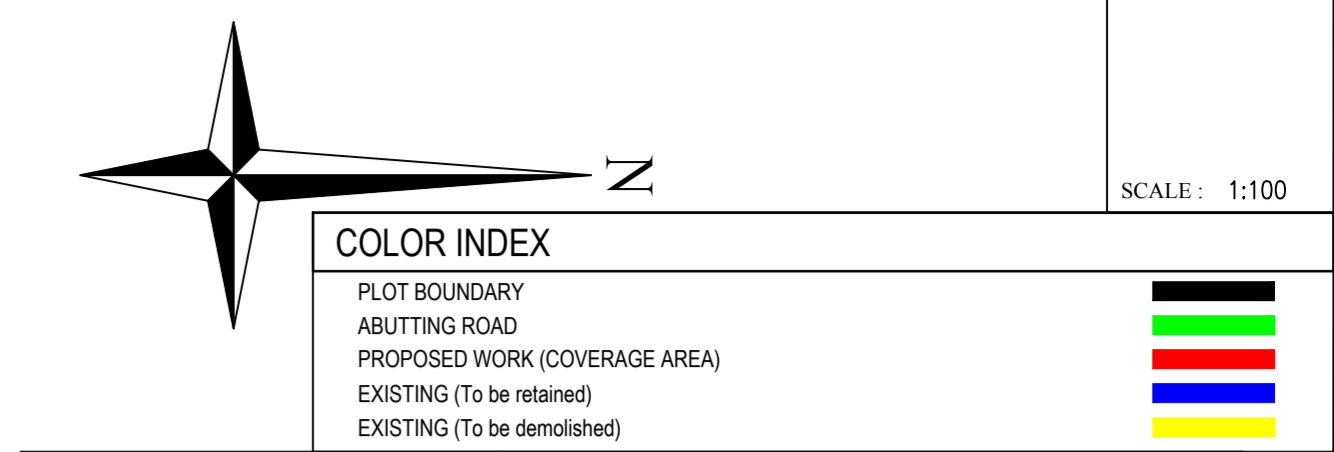 N
SCALE : 1:100
COLOR INDEX
PLOT BOUNDARY
ABUTTING ROAD
PROPOSED WORK (COVERAGE AREA)
EXISTING (To be retained)
EXISTING (To be demolished)